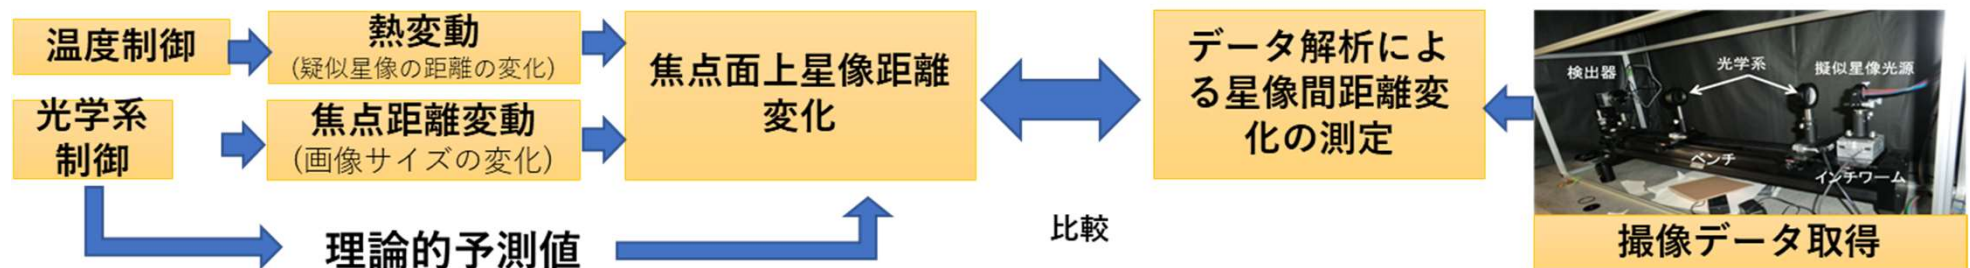 温度制御
熱変動
(疑似星像の距離の変化)
光学系
制御
焦点距離変動
(画像サイズの変化)
理論的予測値
焦点面上星像距離
変化
比較
データ解析によ
る星像間距離変
化の測定
検出器
光学系
擬似星像光源
ベンチ
インチワーム
撮像データ取得